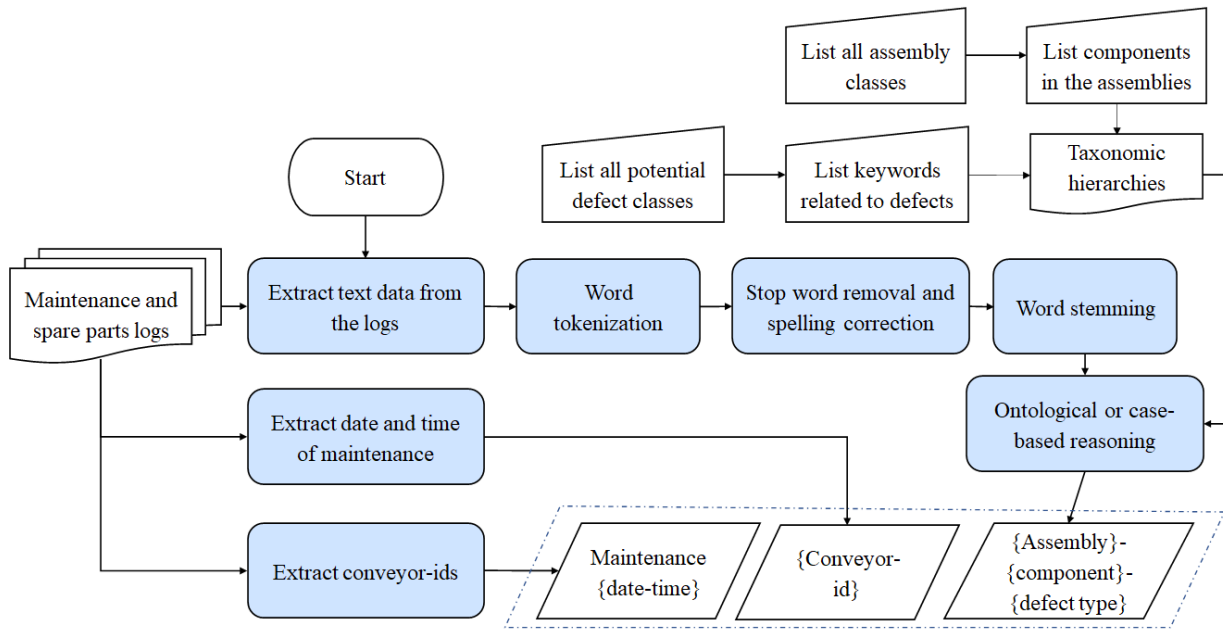 List all assembly
classes
List components
in the assemblies
Start
List all potential
defect classes
List keywords
related to defects
Taxonomic
hierarchies
Maintenance and
spare parts logs
Extract text data from
the logs
Word
tokenization
Stop word removal and
spelling correction
Word stemming
Extract date and time
of maintenance
Ontological or case-
based reasoning
Extract conveyor-ids
Maintenance
{date-time}
{Conveyor-
id}
{Assembly}-
{component}-
{defect type}